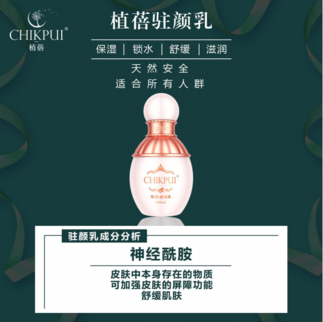 CHIKPUI®
植蓓
植蓓驻颜乳
保湿 | 锁水 | 舒缓 | 滋润
天然安全
适合所有人群
CHIKPUI®
驻颜乳成分分析
神经酰胺
皮肤中本身存在的物质
可加强皮肤的屏障功能
舒缓肌肤